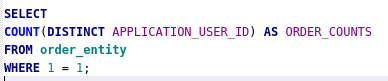 SELECT
COUNT(DISTINCT APPLICATION_USER_ID) AS ORDER_COUNTS
FROM order_entity
WHERE 1 = 1;